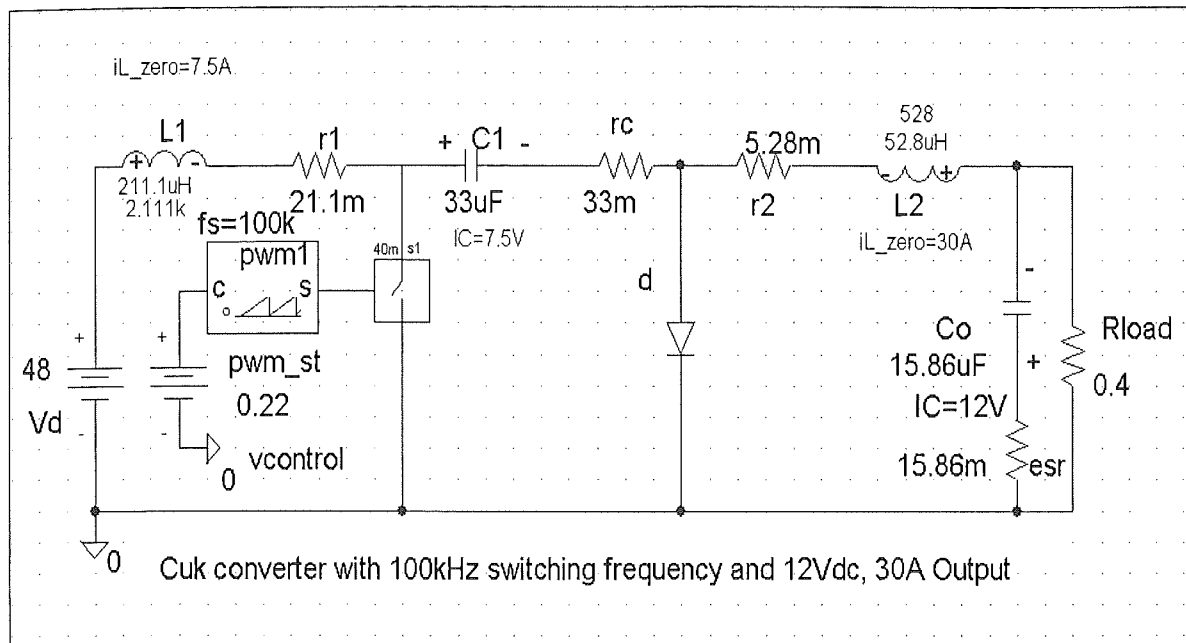 iL_zero=7.5A
L1
+ -
211.1uH
2.111k
r1
21.1m
+ C1 -
33uF
IC=7.5V
rc
33m
5.28m
r2
528
52.8uH
- +
L2
iL_zero=30A
fs=100k
pwm1
c s
pwm_st
40m s1
d
+
48
Vd
-
+
0.22
-
0 vcontrol
-
Co
15.86uF
+
IC=12V
15.86m esr
Rload
0.4
0
Cuk converter with 100kHz switching frequency and 12Vdc, 30A Output